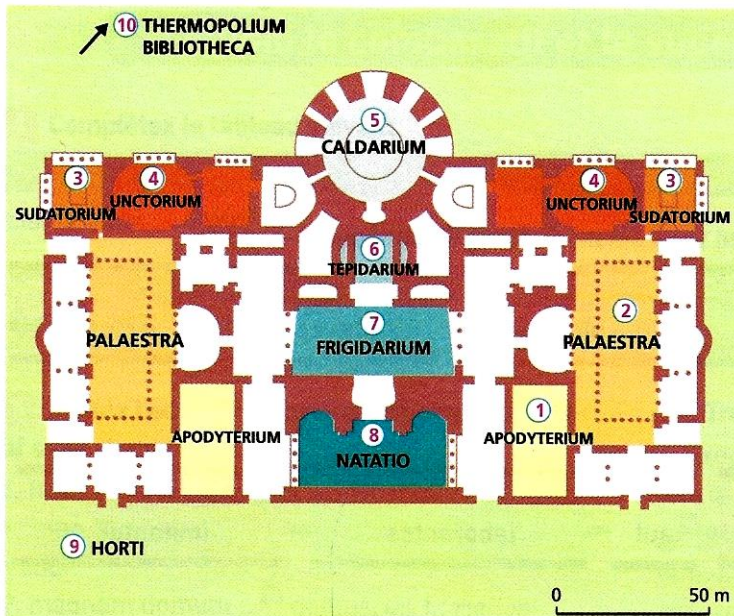 10 THERMOPOLIUM
BIBLIOTHECA
5
CALDARIUM
3
SUDATORIUM
4
UNCTORIUM
4
UNCTORIUM
3
SUDATORIUM
6
TEPIDARIUM
PALAESTRA
7
FRIGIDARIUM
2
PALAESTRA
APODYTERIUM
8
NATATIO
1
APODYTERIUM
9 HORTI
0 50 m